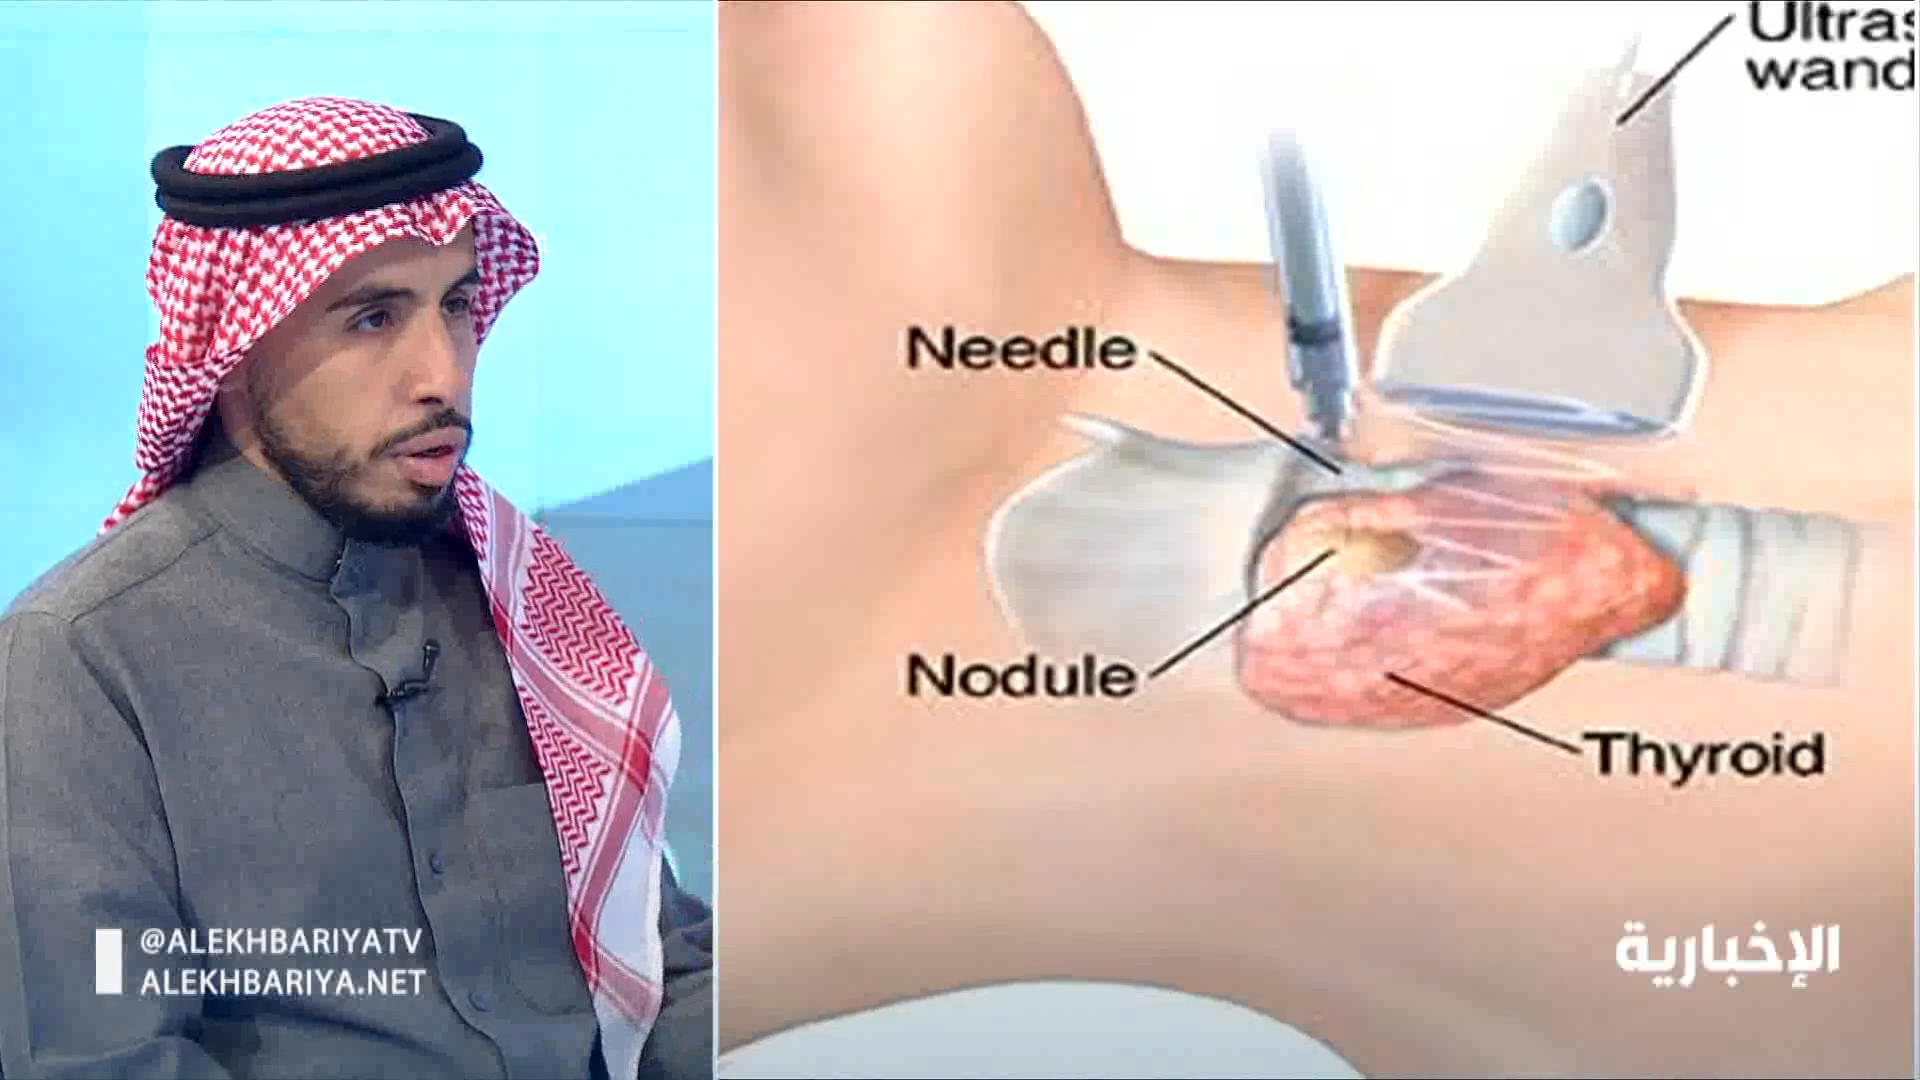 Ultras
wand
Needle
Nodule
Thyroid
@ALEKHBARIYATV
ALEKHBARIYA.NET
الإخبارية